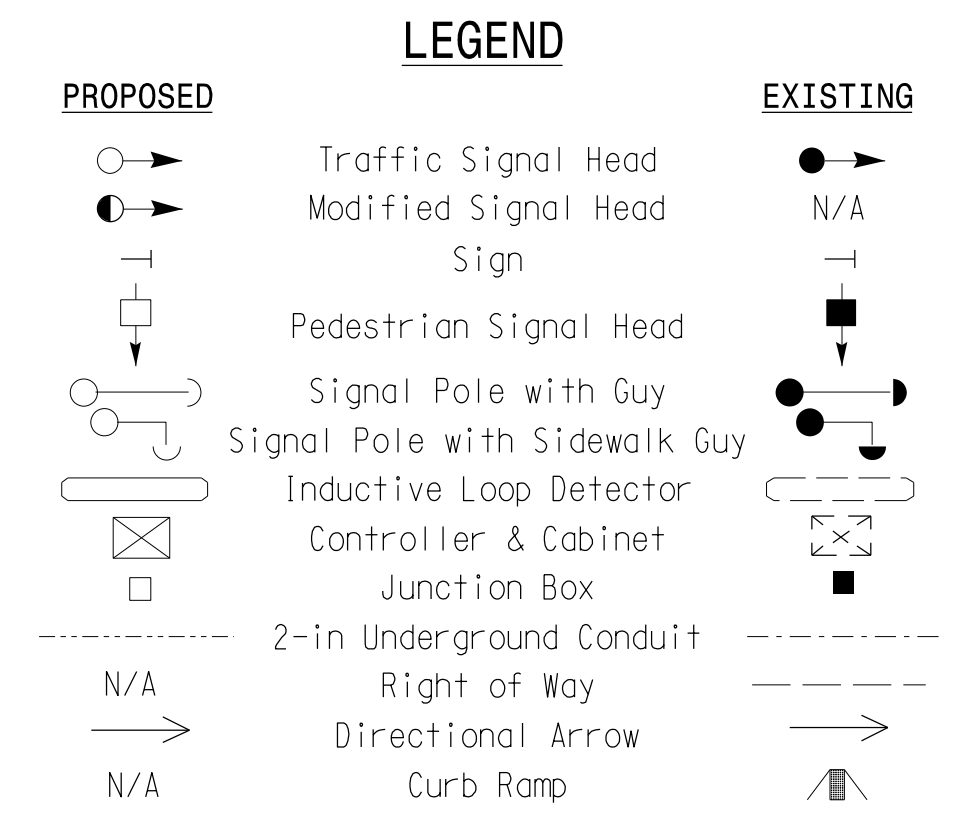 LEGEND
PROPOSED EXISTING
Traffic Signal Head
Modified Signal Head N/A
Sign
Pedestrian Signal Head
Signal Pole with Guy
Signal Pole with Sidewalk Guy
Inductive Loop Detector
Controller & Cabinet
Junction Box
2-in Underground Conduit
N/A Right of Way
Directional Arrow
N/A Curb Ramp